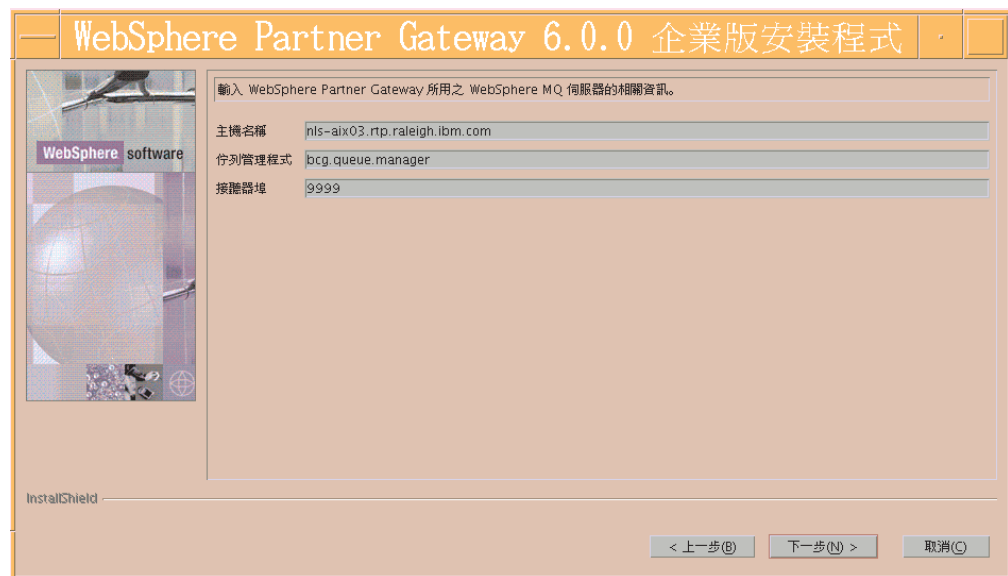 WebSphere Partner Gateway 6.0.0 企業版安裝程式
輸入 WebSphere Partner Gateway 所用之 WebSphere MQ 伺服器的相關資訊。
主機名稱 nls-aix03.rtp.raleigh.ibm.com
佇列管理程式 bcg.queue.manager
接聽器埠 9999
WebSphere software
InstallShield
< 上一步(B) 下一步(N) > 取消(C)